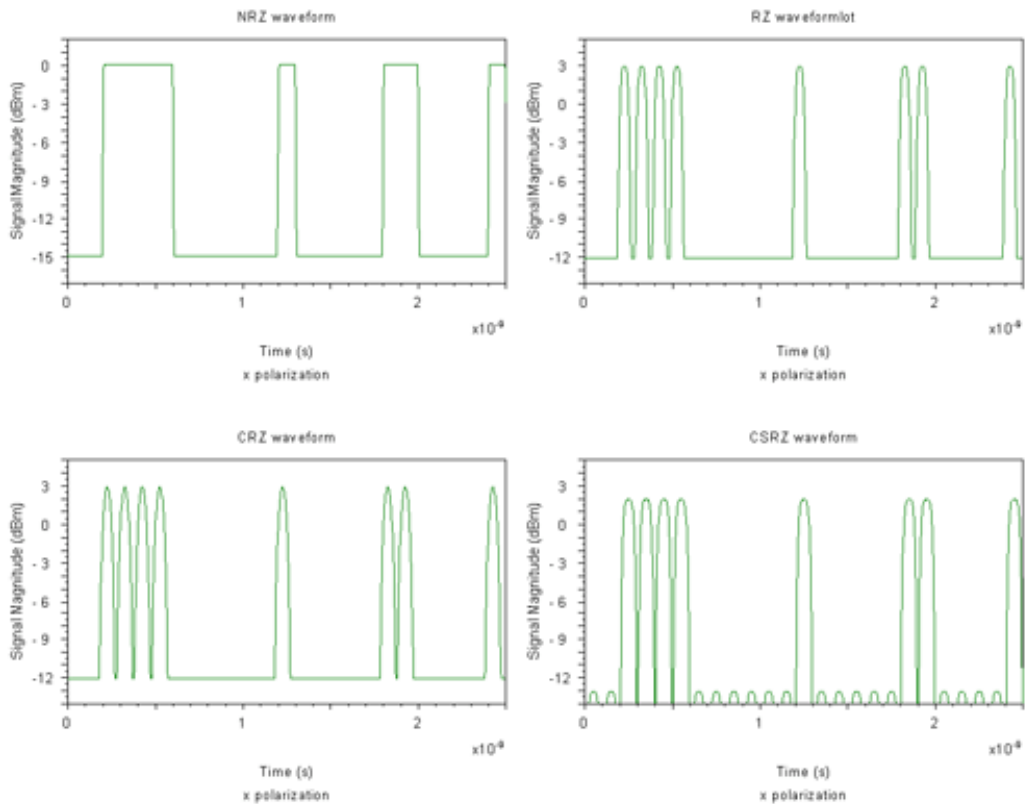 NRZ waveform
Signal Magnitude (dBm)
0
- 3
- 6
- 9
-12
-15
0 1 2
x10-9
Time (s)
x polarization
RZ waveformlot
Signal Magnitude (dBm)
3
0
- 3
- 6
- 9
-12
0 1 2
x10-9
Time (s)
x polarization
CRZ waveform
Signal Nagnitude (dBm)
3
0
- 3
- 6
- 9
-12
0 1 2
x10-9
Time (s)
x polarization
CSRZ waveform
Signal Nagnitude (dBm)
3
0
- 3
- 6
- 9
-12
0 1 2
x10-9
Time (s)
x polarization